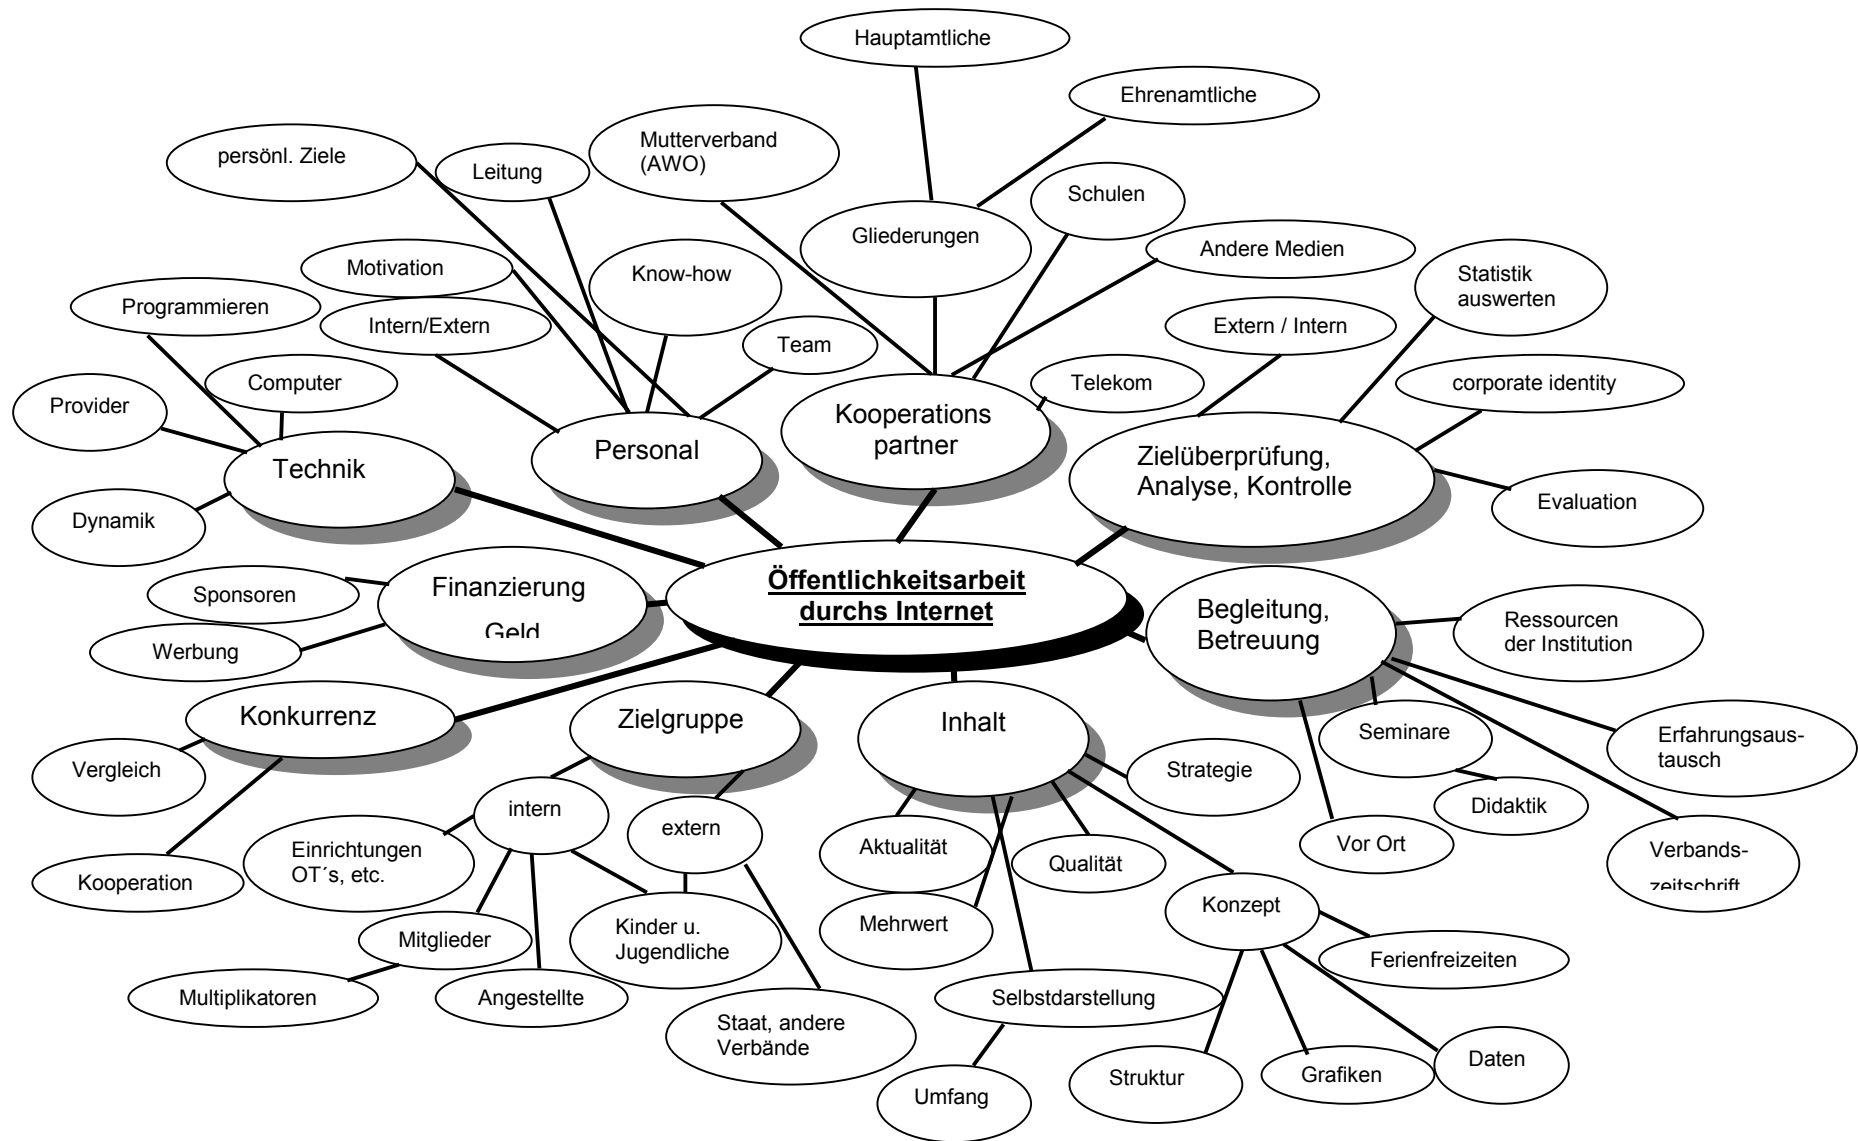 Hauptamtliche
Ehrenamtliche
Mutterverband
(AWO)
persönl. Ziele
Leitung
Schulen
Gliederungen
Andere Medien
Motivation
Know-how
Statistik
auswerten
Programmieren
Intern/Extern
Extern / Intern
Team
Computer
Telekom
corporate identity
Provider
Kooperations
partner
Personal
Technik
Zielüberprüfung,
Analyse, Kontrolle
Evaluation
Dynamik
Öffentlichkeitsarbeit
durchs Internet
Finanzierung
Geld
Sponsoren
Werbung
Begleitung,
Betreuung
Ressourcen
der Institution
Konkurrenz
Zielgruppe
Inhalt
Seminare
Erfahrungsaus-
tausch
Vergleich
Strategie
Didaktik
intern
extern
Einrichtungen
OT´s, etc.
Aktualität
Qualität
Vor Ort
Verbands-
zeitschrift
Kooperation
Konzept
Mehrwert
Kinder u.
Jugendliche
Mitglieder
Ferienfreizeiten
Multiplikatoren
Angestellte
Selbstdarstellung
Staat, andere
Verbände
Daten
Struktur
Grafiken
Umfang